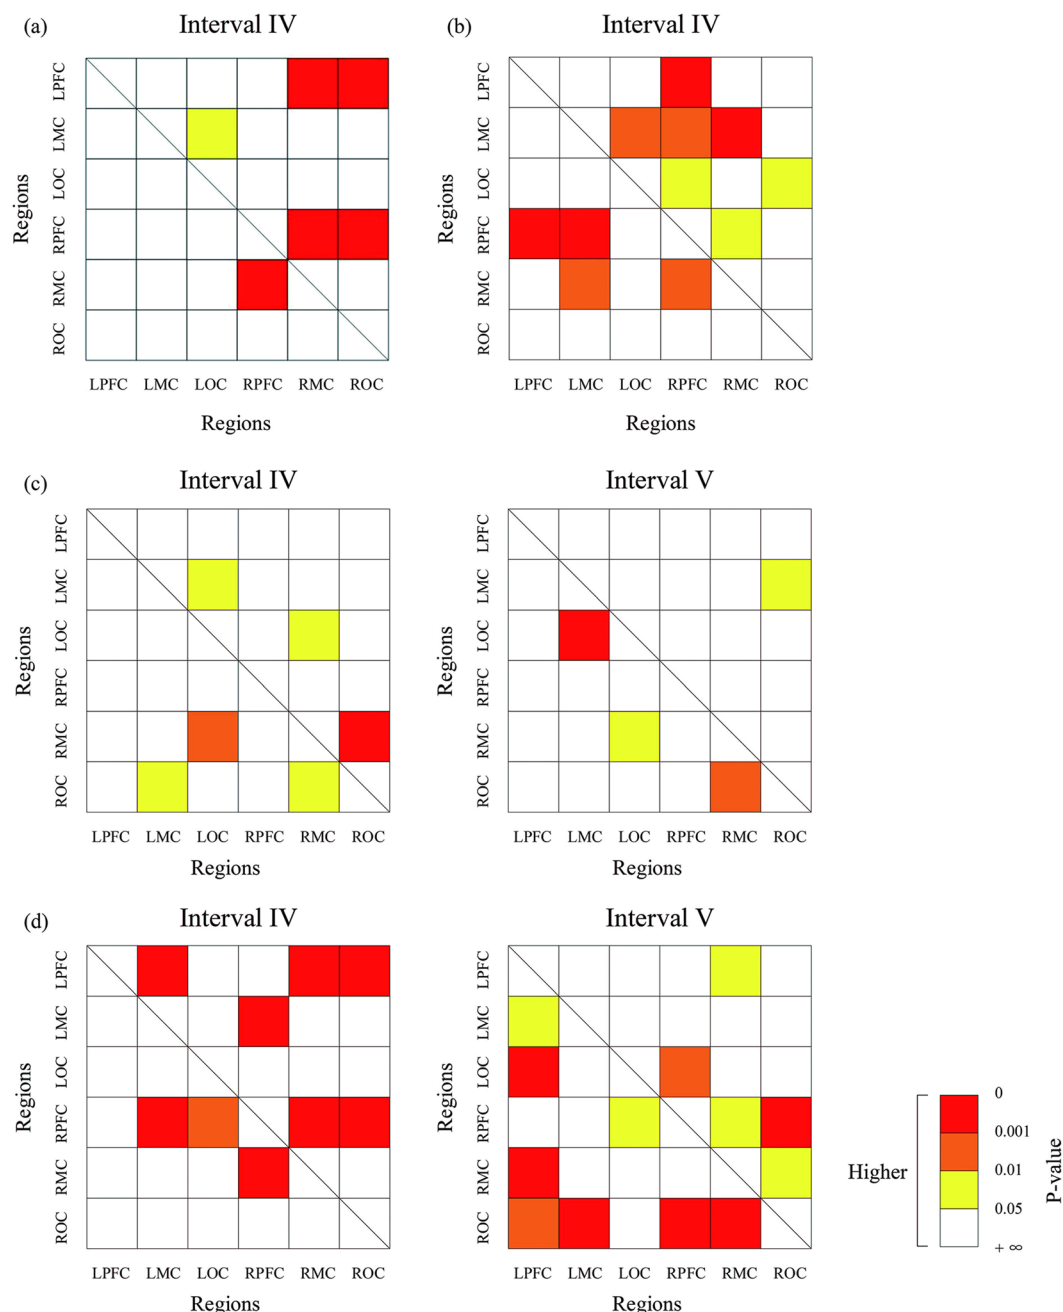 (a)
Interval IV
Regions
LPFC
LMC
LOC
RPFC
RMC
ROC
LPFC LMC LOC RPFC RMC ROC
Regions
(b)
Interval IV
Regions
LPFC
LMC
LOC
RPFC
RMC
ROC
LPFC LMC LOC RPFC RMC ROC
Regions
(c)
Interval IV
Regions
LPFC
LMC
LOC
RPFC
RMC
ROC
LPFC LMC LOC RPFC RMC ROC
Regions
Interval V
Regions
LPFC
LMC
LOC
RPFC
RMC
ROC
LPFC LMC LOC RPFC RMC ROC
Regions
(d)
Interval IV
Regions
LPFC
LMC
LOC
RPFC
RMC
ROC
LPFC LMC LOC RPFC RMC ROC
Regions
Interval V
Regions
LPFC
LMC
LOC
RPFC
RMC
ROC
LPFC LMC LOC RPFC RMC ROC
Regions
Higher
0
0.001
0.01
0.05
+ ∞
P-value